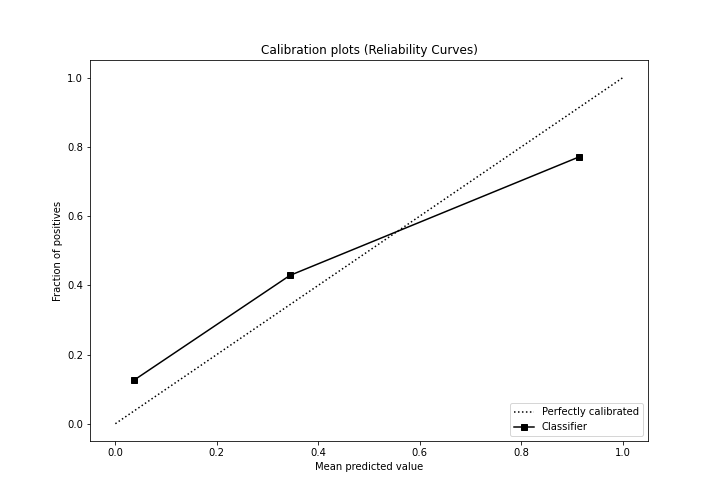 Calibration plots (Reliability Curves)
1.0
0.8
0.6
0.4
0.2
0.0
Fraction of positives
0.0 0.2 0.4 0.6 0.8 1.0
Mean predicted value
Perfectly calibrated
Classifier